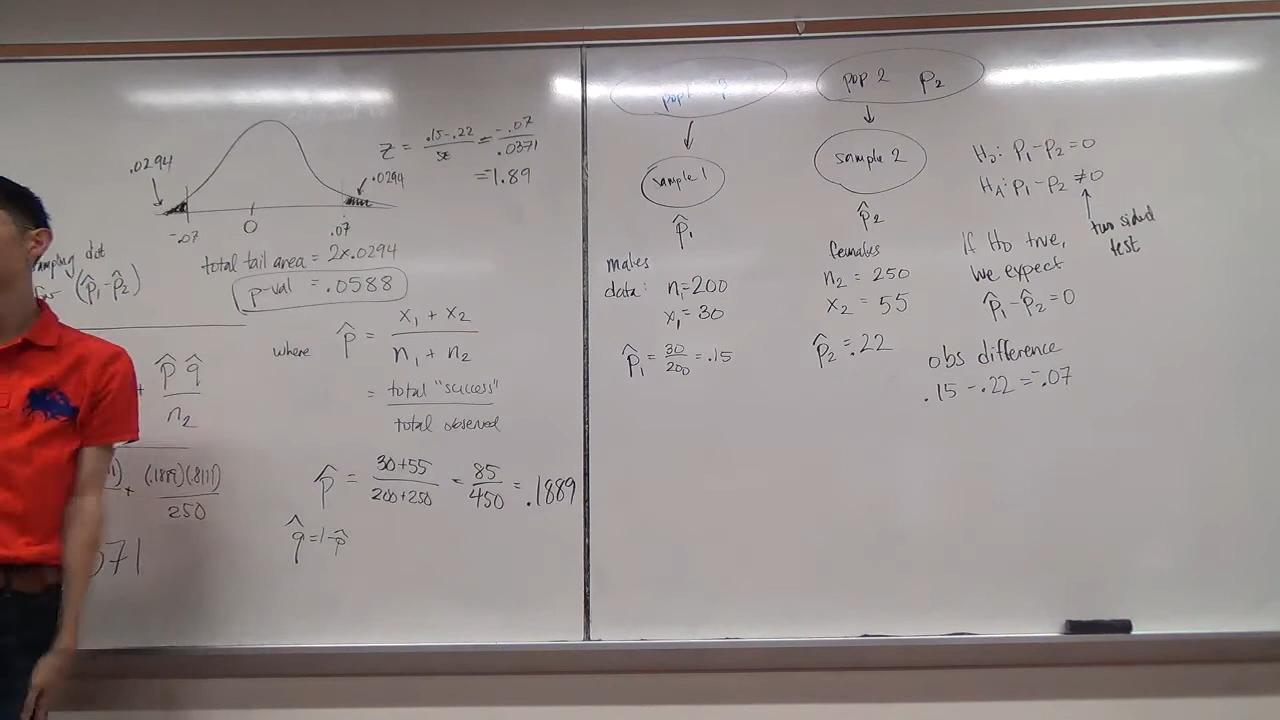 .0294
.0294
-.07
0
.07
z = .15-.22/SE = -.07/.0371
= -1.89
total tail area = 2x.0294
p-val = .0588
dist
for (p̂₁-p̂₂)
+ p̂ q̂/n₂
where p̂ = x₁ + x₂/n₁ + n₂
= total "success"/total observed
+ (.1889)(.8111)/250
p̂ = 30+55/200+250 = 85/450 = .1889
q̂ = 1-p̂
071
pop 1
sample 1
p̂₁
males
data: n₁=200
x₁=30
p̂₁ = 30/200 = .15
pop 2 p₂
sample 2
p̂₂
females
n₂ = 250
x₂ = 55
p̂₂ = .22
H₀: p₁-p₂ = 0
H_A: p₁-p₂ ≠ 0
two sided
test
If H₀ true,
we expect
p̂₁-p̂₂ = 0
obs difference
.15 - .22 = -.07